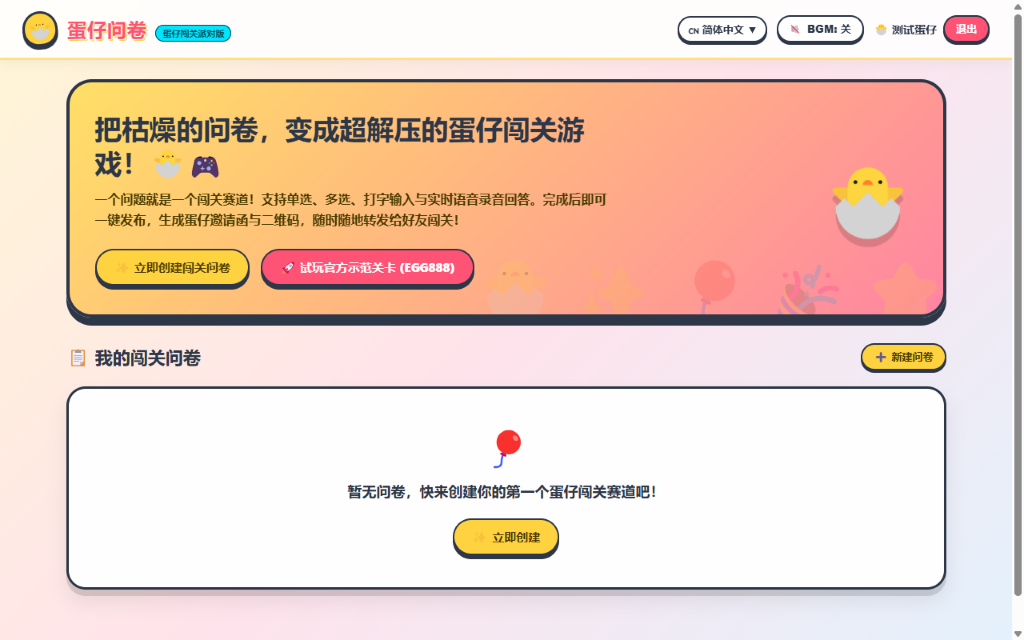 蛋仔问卷
蛋仔闯关派对版
CN 简体中文 ▼
BGM: 关
测试蛋仔
退出
把枯燥的问卷，变成超解压的蛋仔闯关游
戏！
一个问题就是一个闯关赛道！支持单选、多选、打字输入与实时语音录音回答。完成后即可
一键发布，生成蛋仔邀请函与二维码，随时随地转发给好友闯关！
立即创建闯关问卷
试玩官方示范关卡 (EGG888)
我的闯关问卷
新建问卷
暂无问卷，快来创建你的第一个蛋仔闯关赛道吧！
立即创建